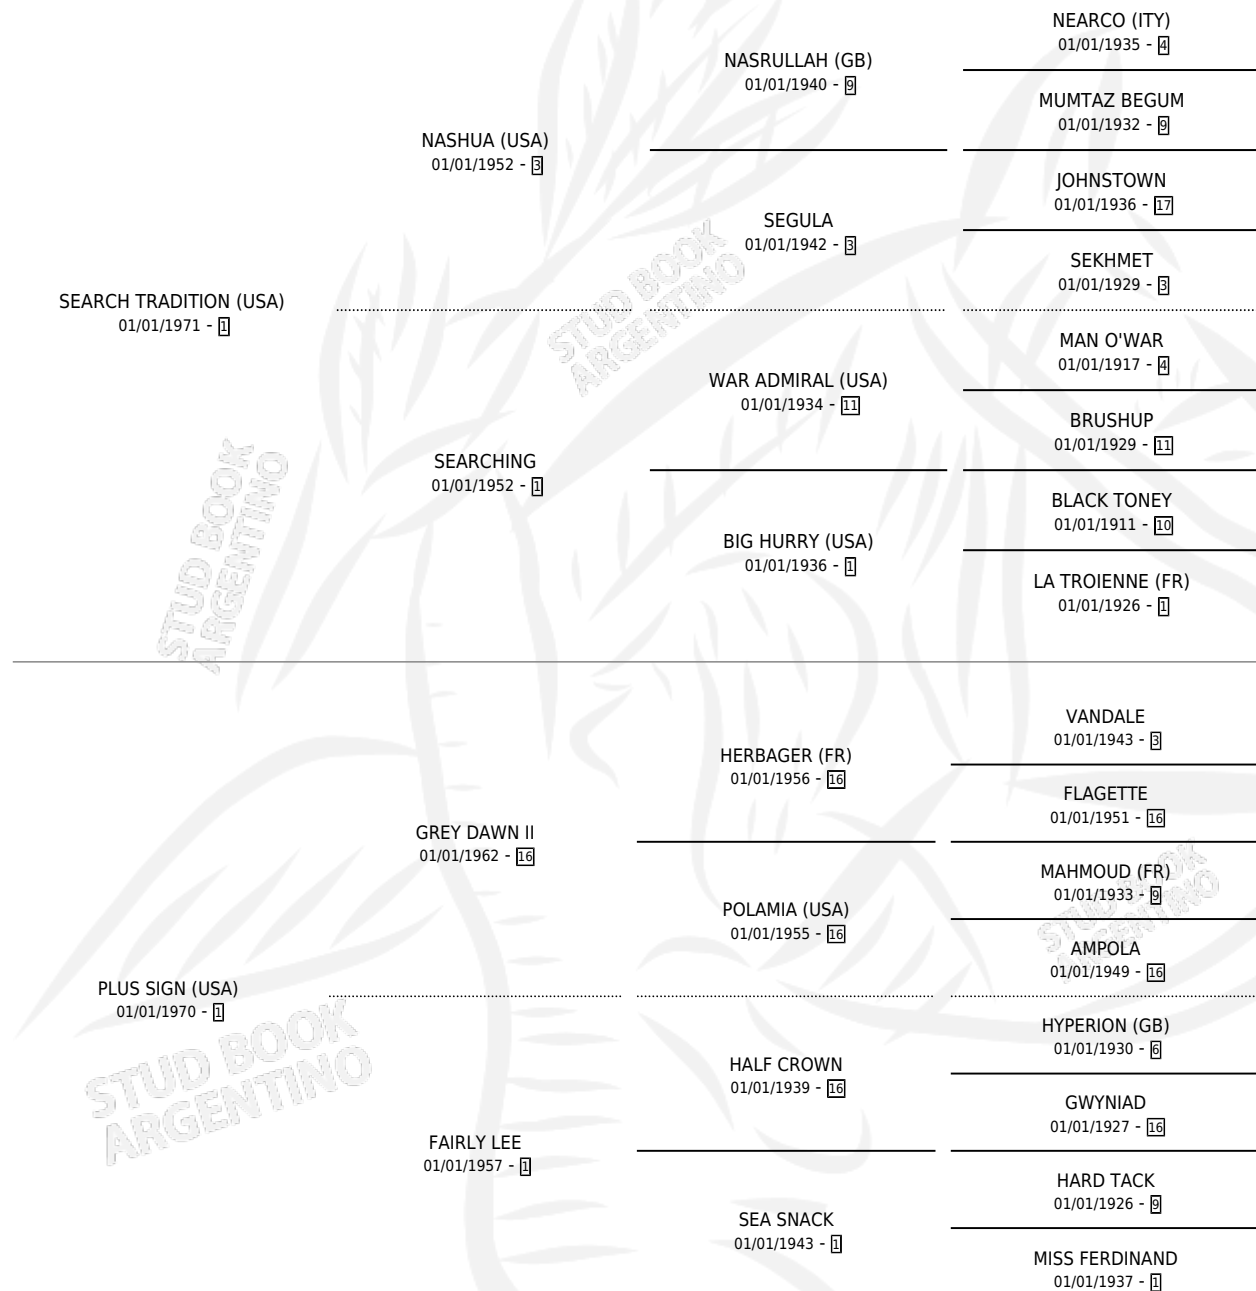 NEARCO (ITY)
01/01/1935 - 4
NASRULLAH (GB)
01/01/1940 - 9
MUMTAZ BEGUM
01/01/1932 - 9
NASHUA (USA)
01/01/1952 - 3
JOHNSTOWN
01/01/1936 - 17
SEGULA
01/01/1942 - 3
SEKHMET
01/01/1929 - 3
SEARCH TRADITION (USA)
01/01/1971 - 1
MAN O'WAR
01/01/1917 - 4
WAR ADMIRAL (USA)
01/01/1934 - 11
BRUSHUP
01/01/1929 - 11
SEARCHING
01/01/1952 - 1
BLACK TONEY
01/01/1911 - 10
BIG HURRY (USA)
01/01/1936 - 1
LA TROIENNE (FR)
01/01/1926 - 1
VANDALE
01/01/1943 - 3
HERBAGER (FR)
01/01/1956 - 16
FLAGETTE
01/01/1951 - 16
GREY DAWN II
01/01/1962 - 16
MAHMOUD (FR)
01/01/1933 - 9
POLAMIA (USA)
01/01/1955 - 16
AMPOLA
01/01/1949 - 16
PLUS SIGN (USA)
01/01/1970 - 1
HYPERION (GB)
01/01/1930 - 6
HALF CROWN
01/01/1939 - 16
GWYNIAD
01/01/1927 - 16
FAIRLY LEE
01/01/1957 - 1
HARD TACK
01/01/1926 - 9
SEA SNACK
01/01/1943 - 1
MISS FERDINAND
01/01/1937 - 1
STUD BOOK
ARGENTINO
STUD BOOK
ARGENTINO
STUD BOOK
ARGENTINO
STUD BOOK
ARGENTINO